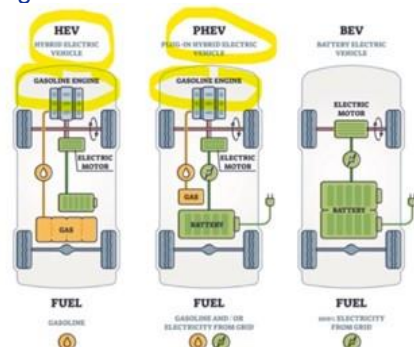 HEV
HYBRID ELECTRIC
VEHICLE
GASOLINE ENGINE
ELECTRIC
MOTOR
GAS
FUEL
GASOLINE
PHEV
PLUG-IN HYBRID ELECTRIC
VEHICLE
GASOLINE ENGINE
ELECTRIC
MOTOR
GAS
BATTERY
FUEL
GASOLINE AND / OR
ELECTRICITY FROM GRID
BEV
BATTERY ELECTRIC
VEHICLE
ELECTRIC
MOTOR
BATTERY
FUEL
100% ELECTRICITY
FROM GRID